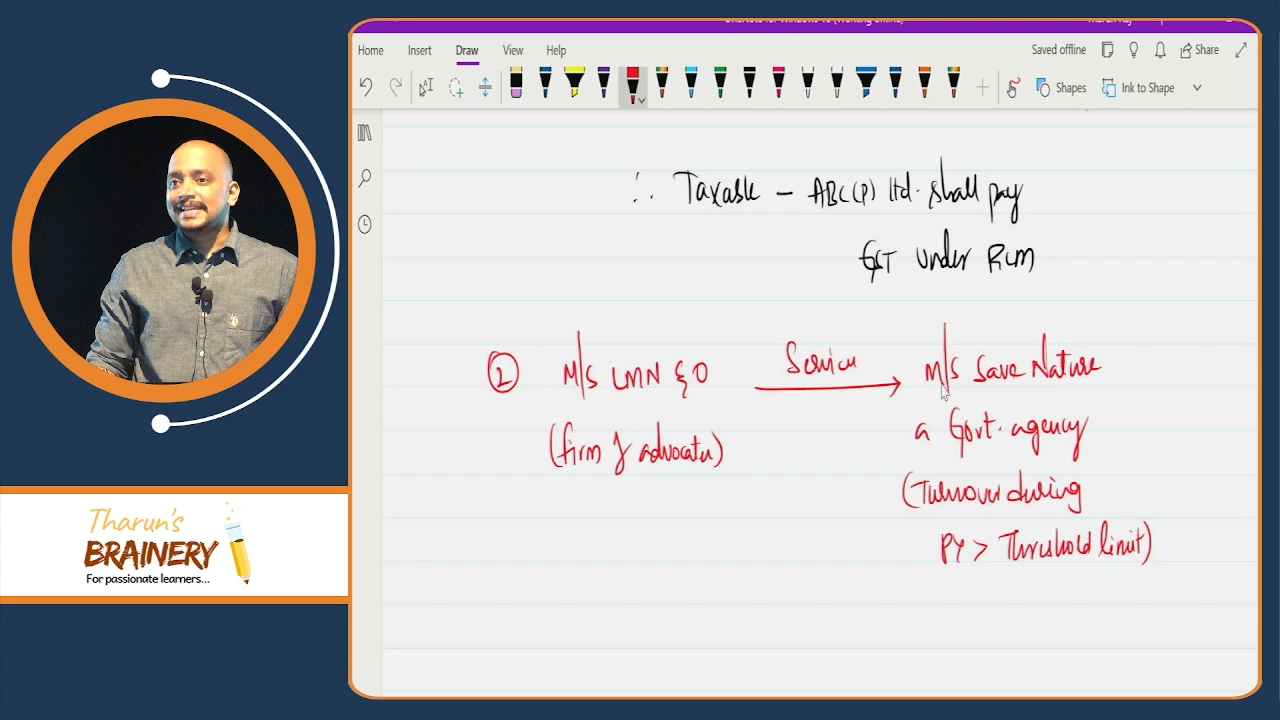 Home Insert Draw View Help
Saved offline
Share
Shapes
Ink to Shape
∴ Taxable – ABC(P) Ltd. shall pay
GST under RCM
② M/S LMN & O Service M/S Save Nature
(firm of advocates) a Govt. agency
(Turnover during
PY > Threshold limit)
Tharun's
BRAINERY
For passionate learners...